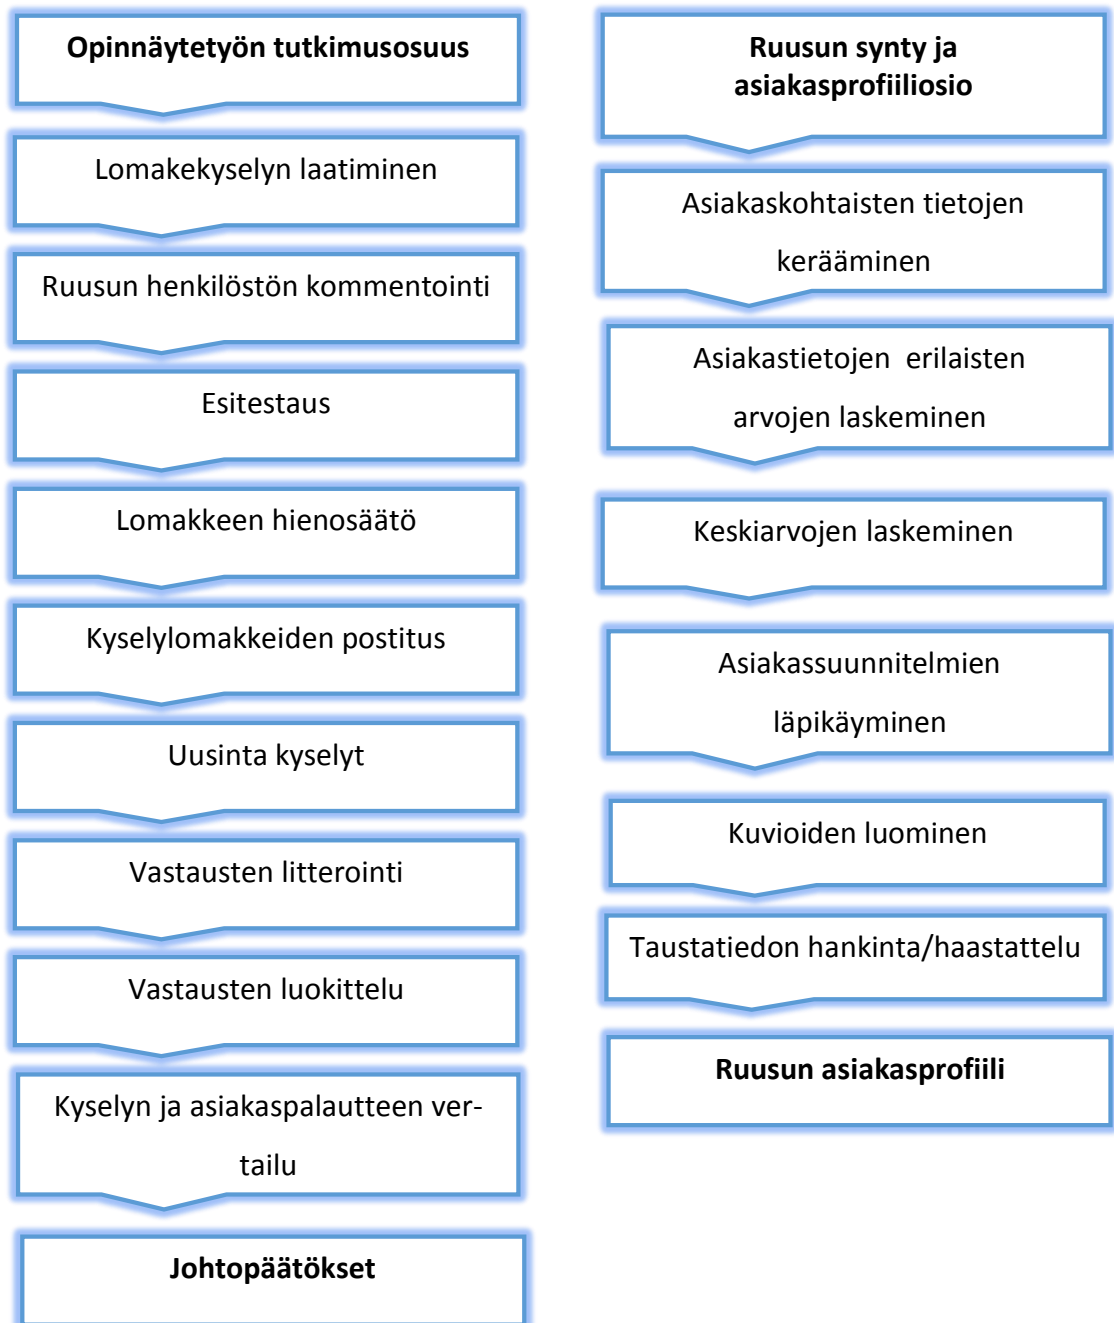 Opinnäytetyön tutkimusosuus
Lomakekyselyn laatiminen
Ruusun henkilöstön kommentointi
Esitestaus
Lomakkeen hienosäätö
Kyselylomakkeiden postitus
Uusinta kyselyt
Vastausten litterointi
Vastausten luokittelu
Kyselyn ja asiakaspalautteen ver-
tailu
Johtopäätökset
Ruusun synty ja
asiakasprofiiliosio
Asiakaskohtaisten tietojen
kerääminen
Asiakastietojen erilaisten
arvojen laskeminen
Keskiarvojen laskeminen
Asiakassuunnitelmien
läpikäyminen
Kuvioiden luominen
Taustatiedon hankinta/haastattelu
Ruusun asiakasprofiili